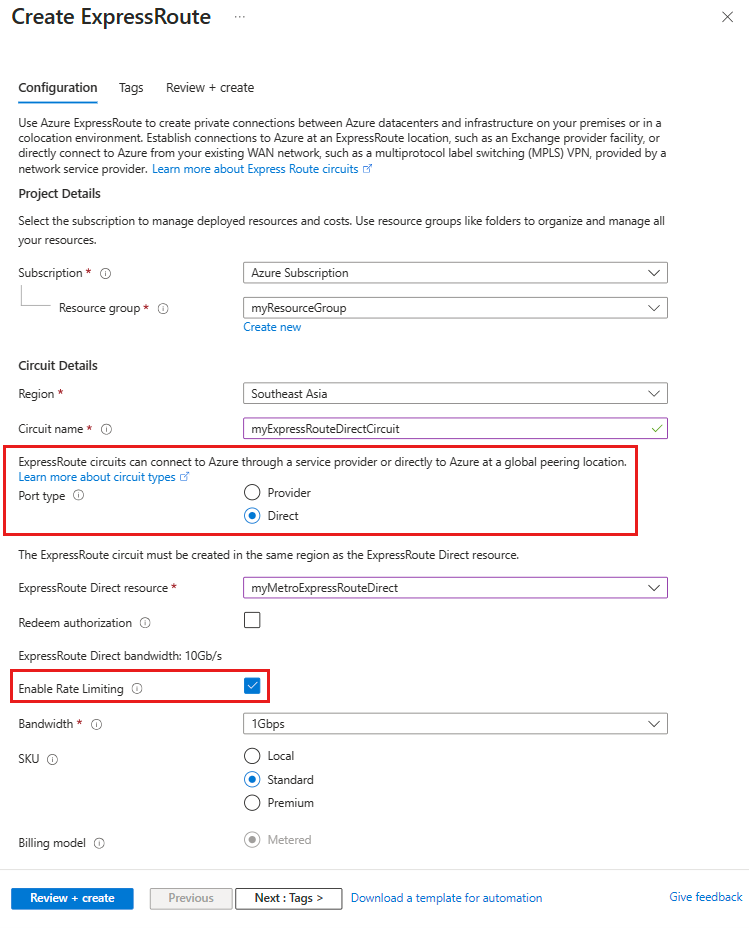 Create ExpressRoute ...
Configuration Tags Review + create
Use Azure ExpressRoute to create private connections between Azure datacenters and infrastructure on your premises or in a
colocation environment. Establish connections to Azure at an ExpressRoute location, such as an Exchange provider facility, or
directly connect to Azure from your existing WAN network, such as a multiprotocol label switching (MPLS) VPN, provided by a
network service provider. Learn more about Express Route circuits
Project Details
Select the subscription to manage deployed resources and costs. Use resource groups like folders to organize and manage all
your resources.
Subscription * Azure Subscription
Resource group * myResourceGroup
Create new
Circuit Details
Region * Southeast Asia
Circuit name * myExpressRouteDirectCircuit
ExpressRoute circuits can connect to Azure through a service provider or directly to Azure at a global peering location.
Learn more about circuit types
Port type Provider
Direct
The ExpressRoute circuit must be created in the same region as the ExpressRoute Direct resource.
ExpressRoute Direct resource * myMetroExpressRouteDirect
Redeem authorization
ExpressRoute Direct bandwidth: 10Gb/s
Enable Rate Limiting
Bandwidth * 1Gbps
SKU Local
Standard
Premium
Billing model Metered
Review + create Previous Next : Tags > Download a template for automation Give feedback